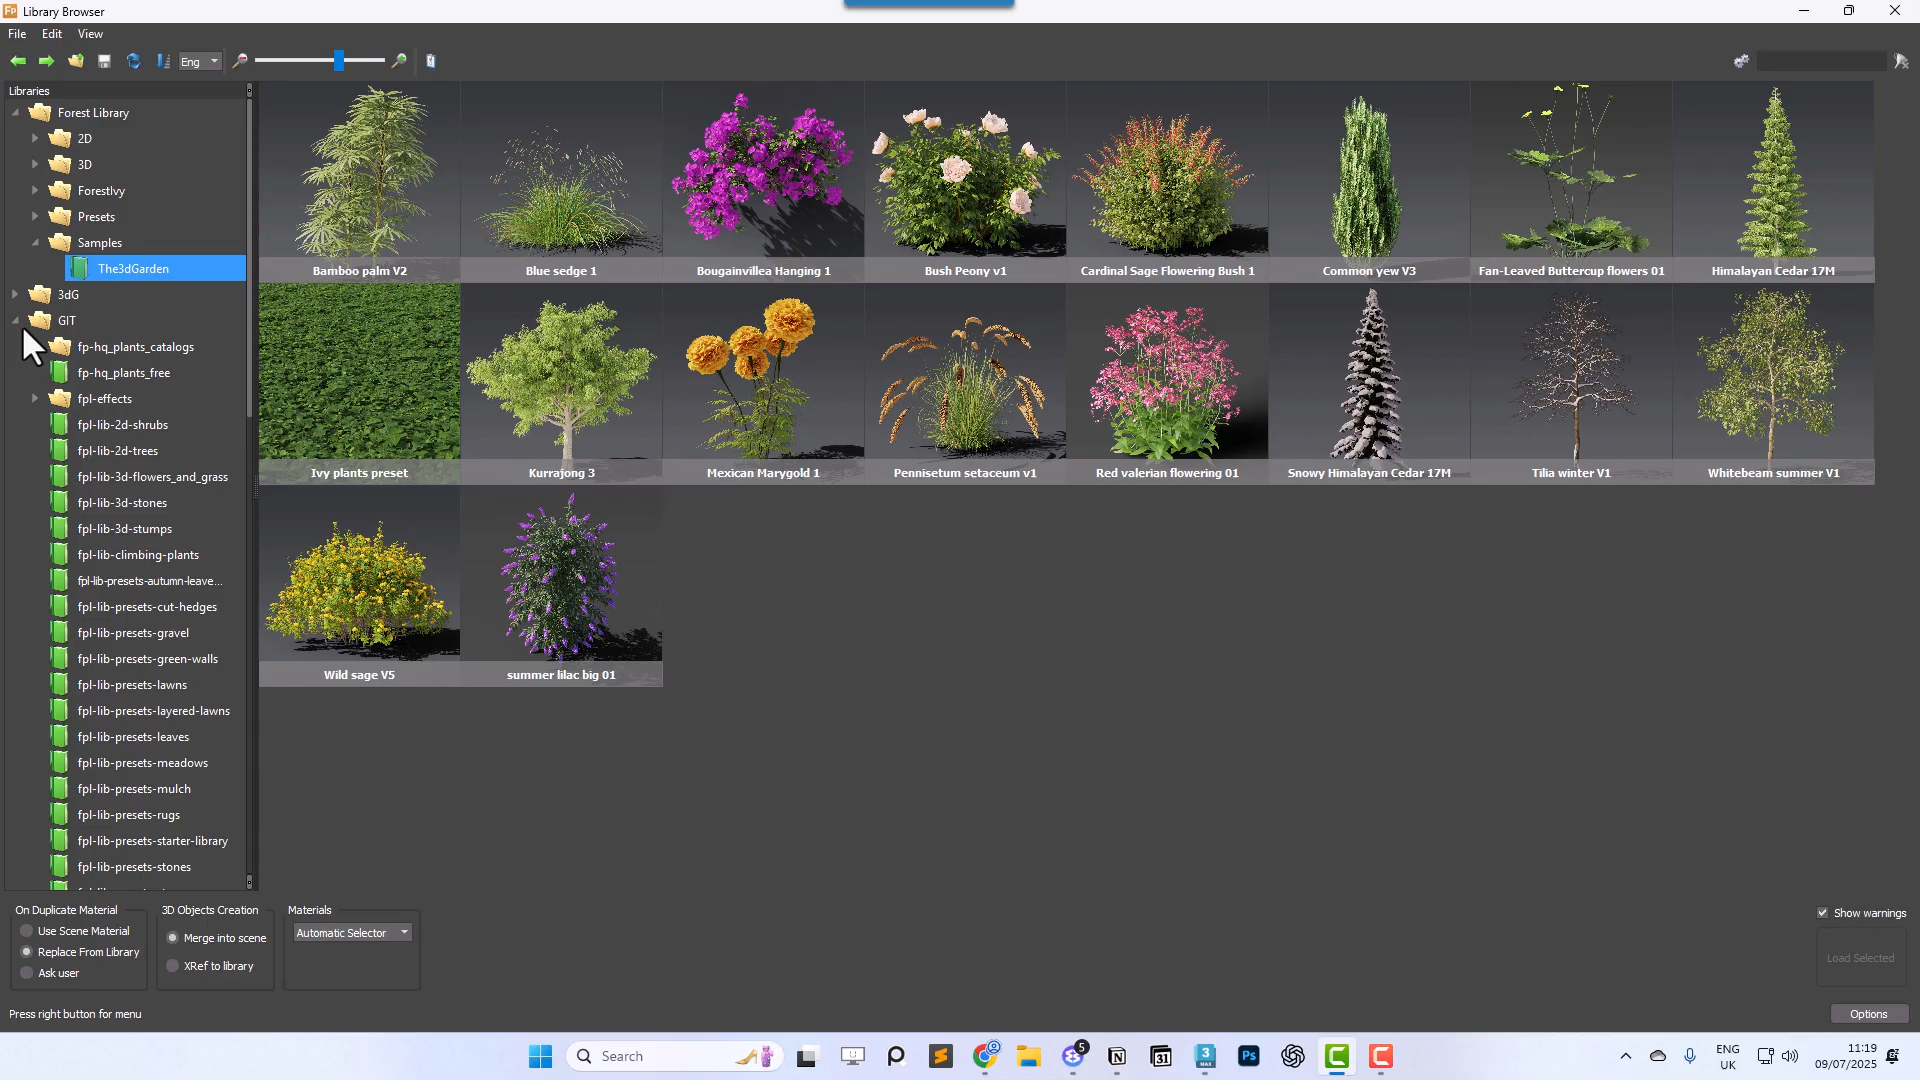 Fp Library Browser
File Edit View
Eng
Libraries
Forest Library
2D
3D
ForestIvy
Presets
Samples
The3dGarden
3dG
GIT
fp-hq_plants_catalogs
fp-hq_plants_free
fpl-effects
fpl-lib-2d-shrubs
fpl-lib-2d-trees
fpl-lib-3d-flowers_and_grass
fpl-lib-3d-stones
fpl-lib-3d-stumps
fpl-lib-climbing-plants
fpl-lib-presets-autumn-leave...
fpl-lib-presets-cut-hedges
fpl-lib-presets-gravel
fpl-lib-presets-green-walls
fpl-lib-presets-lawns
fpl-lib-presets-layered-lawns
fpl-lib-presets-leaves
fpl-lib-presets-meadows
fpl-lib-presets-mulch
fpl-lib-presets-rugs
fpl-lib-presets-starter-library
fpl-lib-presets-stones
Bamboo palm V2 Blue sedge 1 Bougainvillea Hanging 1 Bush Peony v1 Cardinal Sage Flowering Bush 1 Common yew V3 Fan-Leaved Buttercup flowers 01 Himalayan Cedar 17M
Ivy plants preset Kurrajong 3 Mexican Marygold 1 Pennisetum setaceum v1 Red valerian flowering 01 Snowy Himalayan Cedar 17M Tilia winter V1 Whitebeam summer V1
Wild sage V5 summer lilac big 01
On Duplicate Material
Use Scene Material
Replace From Library
Ask user
3D Objects Creation
Merge into scene
XRef to library
Materials
Automatic Selector
Show warnings
Load Selected
Press right button for menu
Options
Search
5
31
3
MAX
Ps
ENG
UK
11:19
09/07/2025